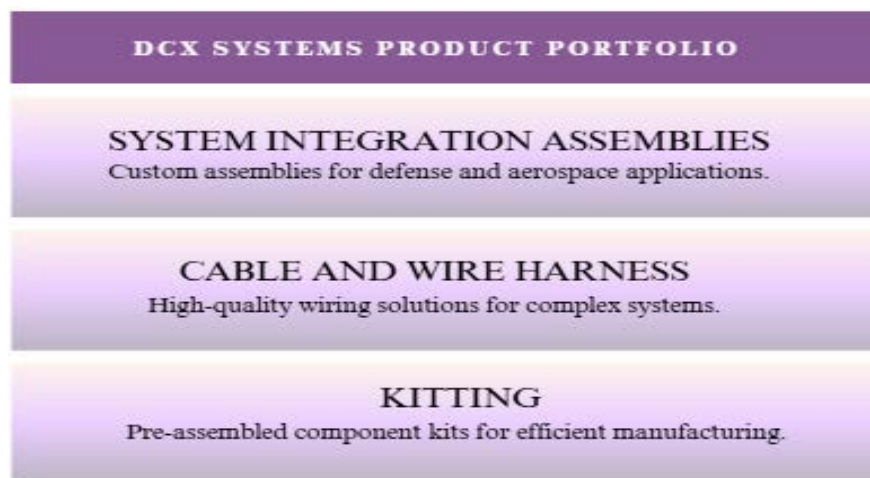 DCX SYSTEMS PRODUCT PORTFOLIO
SYSTEM INTEGRATION ASSEMBLIES
Custom assemblies for defense and aerospace applications.
CABLE AND WIRE HARNESS
High-quality wiring solutions for complex systems.
KITTING
Pre-assembled component kits for efficient manufacturing.